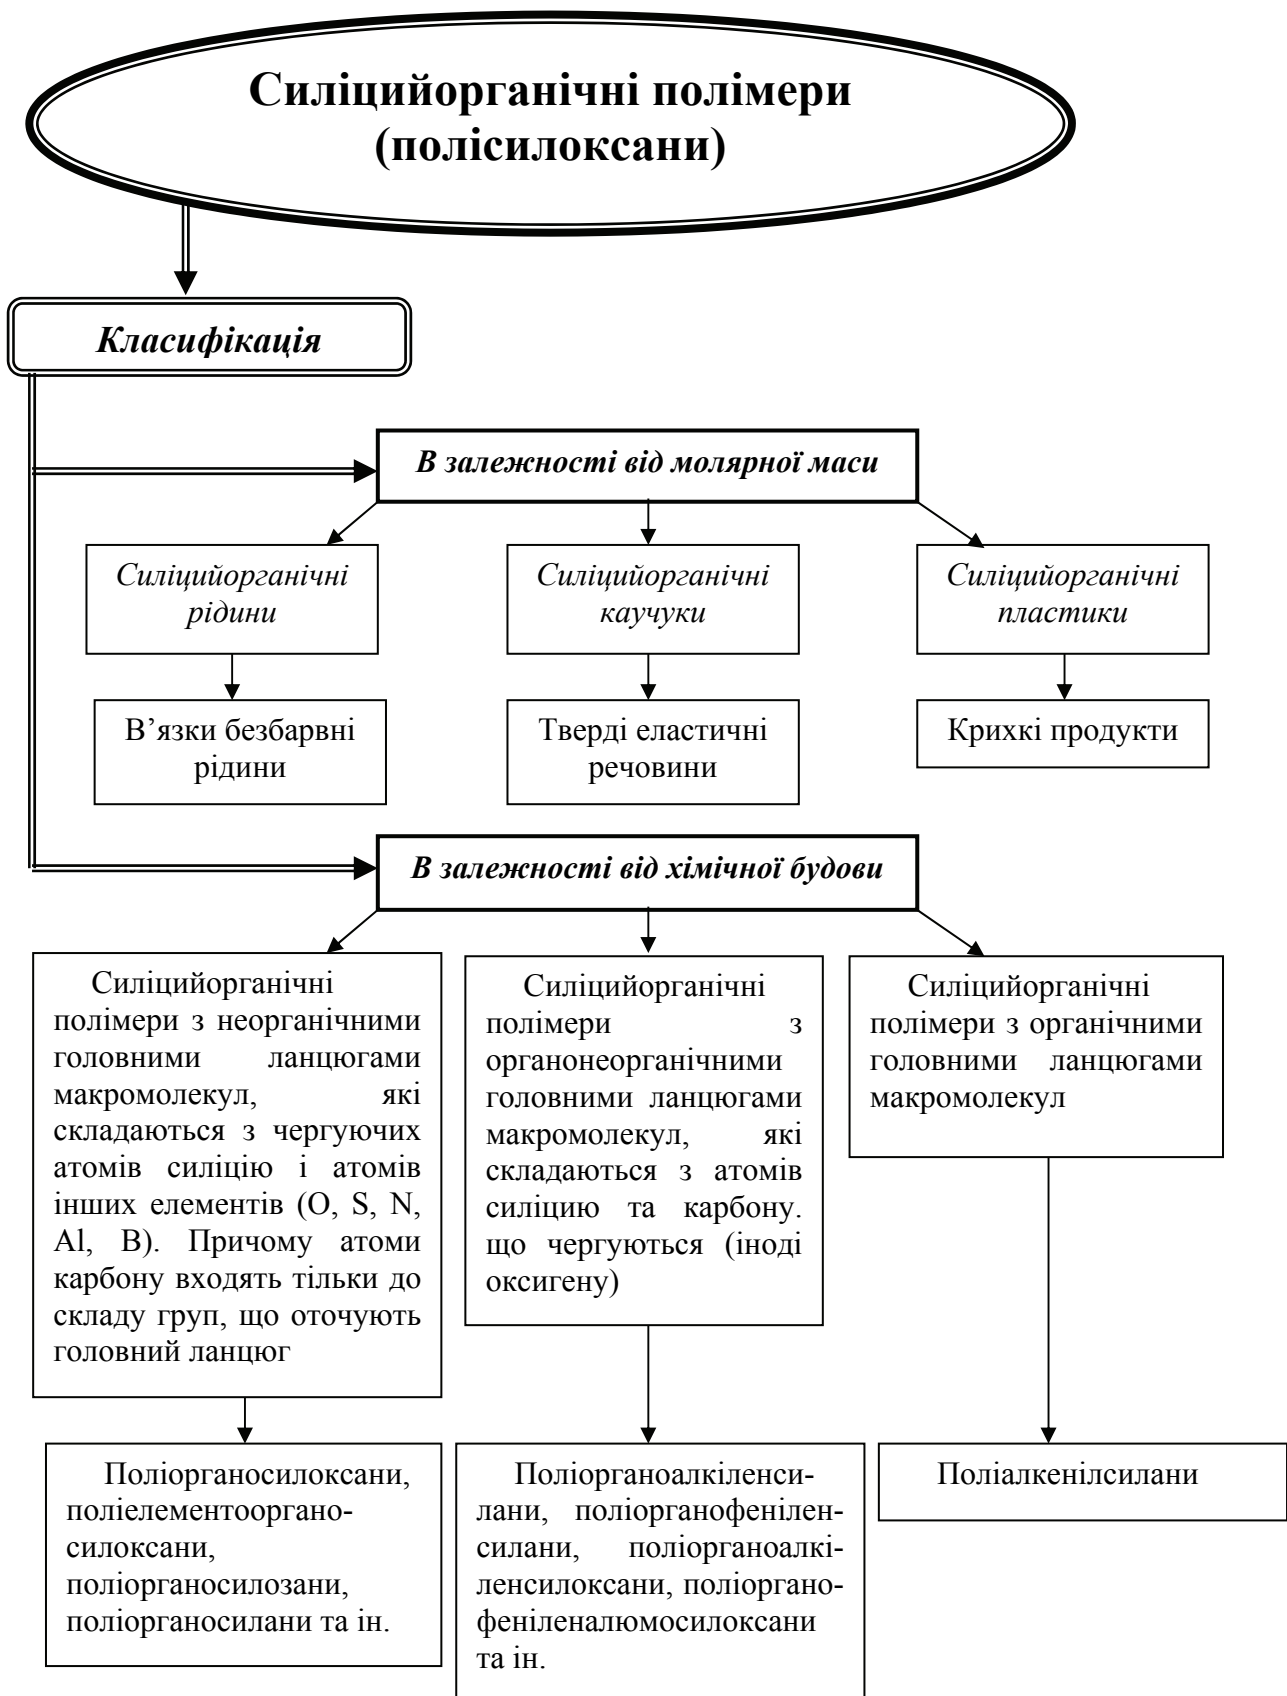 Силіцийорганічні полімери
(полісилоксани)
Класифікація
В залежності від молярної маси
Силіцийорганічні
рідини
Силіцийорганічні
каучуки
Силіцийорганічні
пластики
В’язки безбарвні
рідини
Тверді еластичні
речовини
Крихкі продукти
В залежності від хімічної будови
Силіцийорганічні
полімери з неорганічними
головними ланцюгами
макромолекул, які
складаються з чергуючих
атомів силіцію і атомів
інших елементів (O, S, N,
Al, B). Причому атоми
карбону входять тільки до
складу груп, що оточують
головний ланцюг
Силіцийорганічні
полімери з
органонеорганічними
головними ланцюгами
макромолекул, які
складаються з атомів
силіцию та карбону.
що чергуються (іноді
оксигену)
Силіцийорганічні
полімери з органічними
головними ланцюгами
макромолекул
Поліорганосилоксани,
поліелементооргано-
силоксани,
поліорганосилозани,
поліорганосилани та ін.
Поліорганоалкіленси-
лани, поліорганофенілен-
силани, поліорганоалкі-
ленсилоксани, поліоргано-
феніленалюмосилоксани
та ін.
Поліалкенілсилани